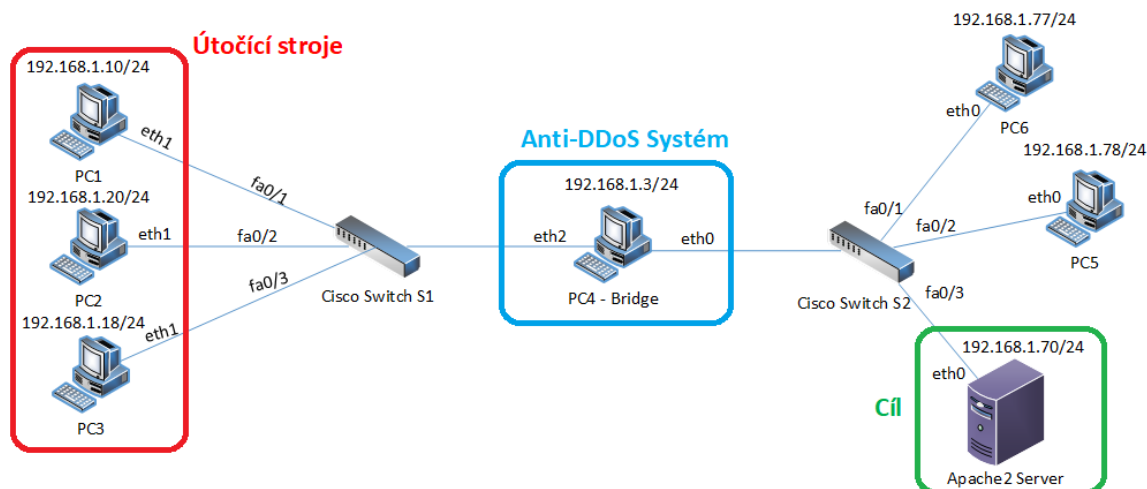 Útočící stroje
192.168.1.10/24
eth1
PC1
192.168.1.20/24
eth1
PC2
192.168.1.18/24
eth1
PC3
fa0/1
fa0/2
fa0/3
Cisco Switch S1
Anti-DDoS Systém
192.168.1.3/24
eth2
eth0
PC4 - Bridge
Cisco Switch S2
fa0/1
fa0/2
fa0/3
192.168.1.77/24
eth0
PC6
192.168.1.78/24
eth0
PC5
192.168.1.70/24
eth0
Cíl
Apache2 Server